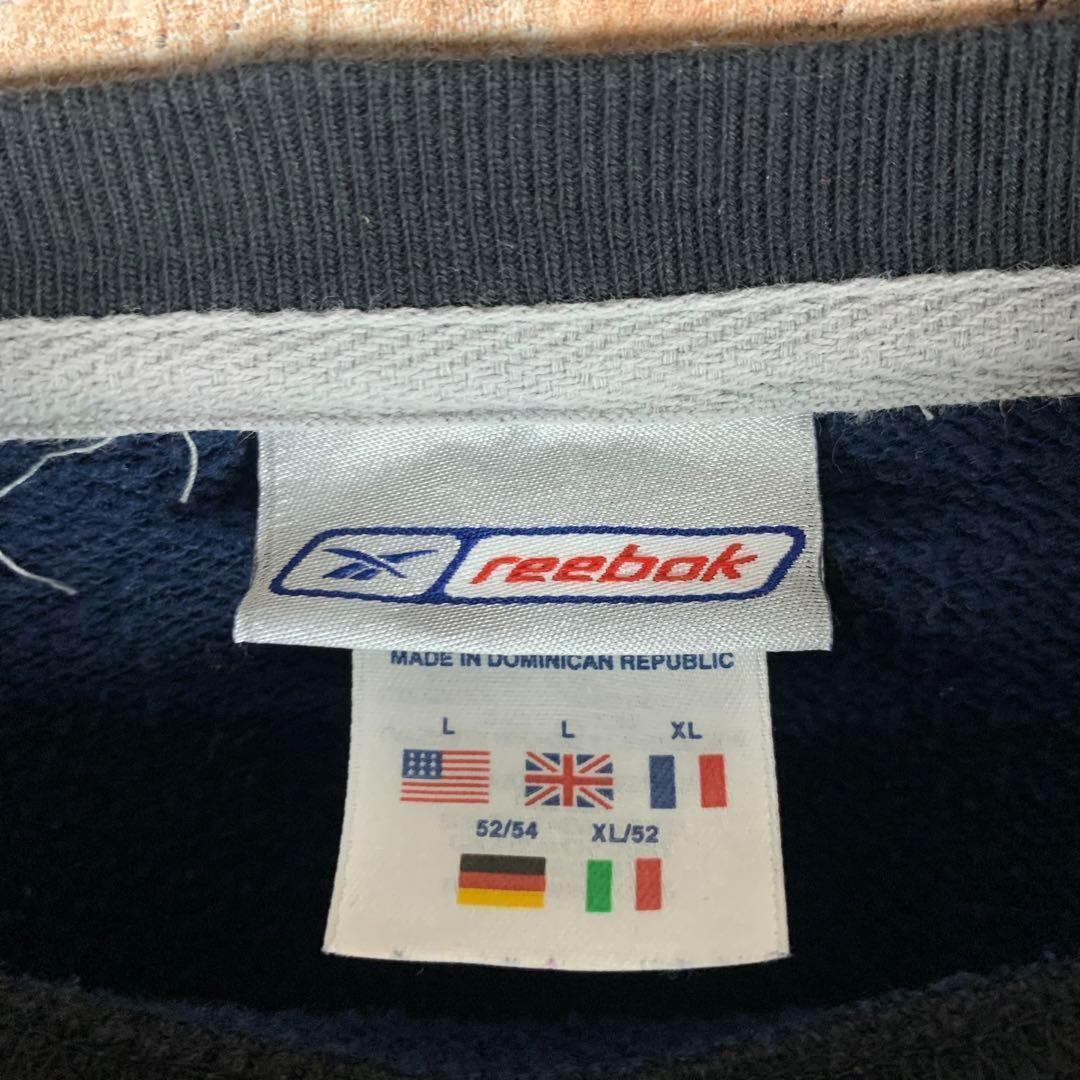 reebok
MADE IN DOMINICAN REPUBLIC
L L XL
52/54 XL/52